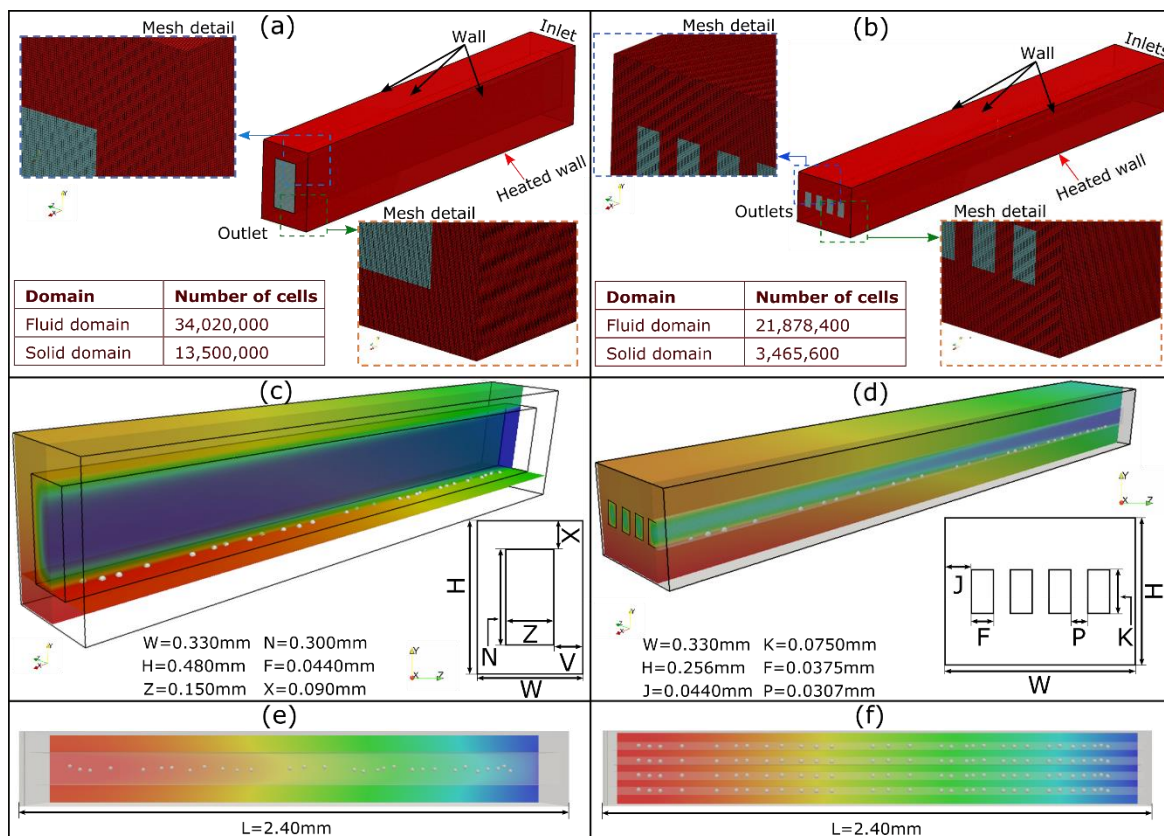 (a)
Mesh detail
Inlet
Wall
Heated wall
Outlet
Mesh detail
Domain Number of cells
Fluid domain 34,020,000
Solid domain 13,500,000
(b)
Mesh detail
Inlets
Wall
Heated wall
Outlets
Mesh detail
Domain Number of cells
Fluid domain 21,878,400
Solid domain 3,465,600
(c)
X
H
Z
N
V
W
W=0.330mm N=0.300mm
H=0.480mm F=0.0440mm
Z=0.150mm X=0.090mm
Y
Z
X
(d)
Y
X Z
J
H
F P K
W
W=0.330mm K=0.0750mm
H=0.256mm F=0.0375mm
J=0.0440mm P=0.0307mm
(e)
L=2.40mm
(f)
L=2.40mm